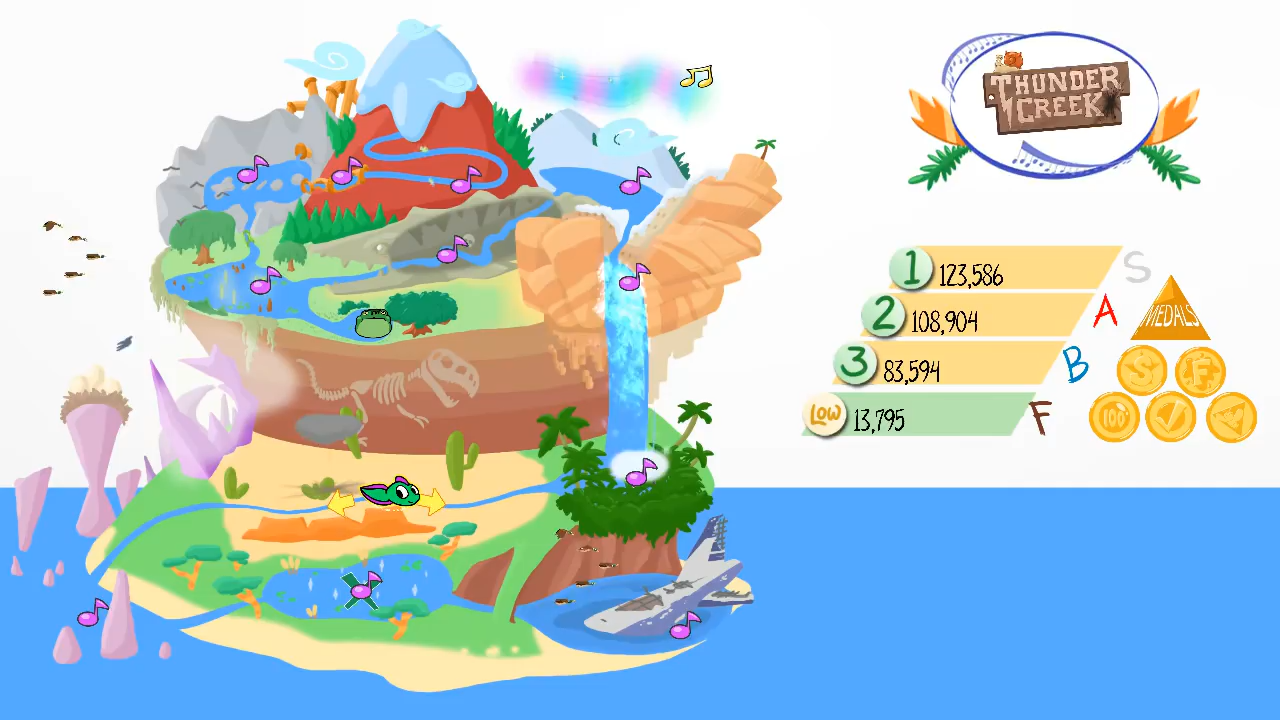 THUNDER
CREEK
1 123,586 S
2 108,904 A
3 83,594 B
LOW 13,795 F
MEDALS
S F
100